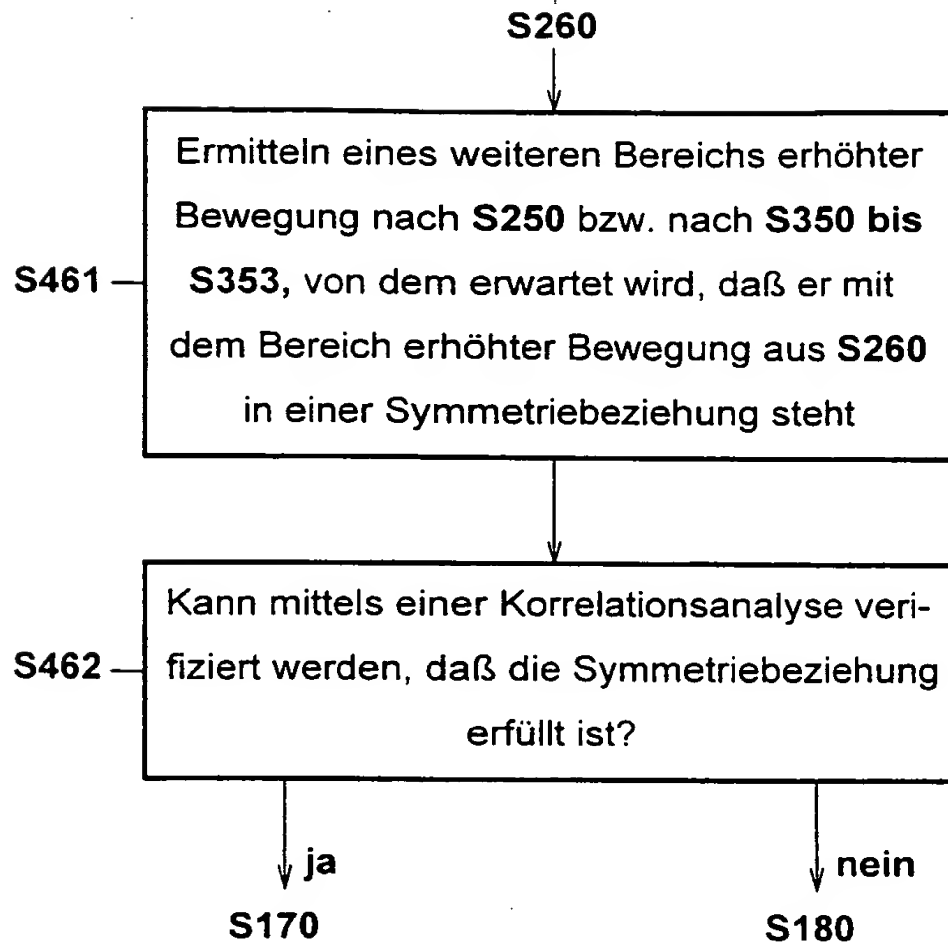 S260
Ermitteln eines weiteren Bereichs erhöhter
Bewegung nach S250 bzw. nach S350 bis
S461
S353, von dem erwartet wird, daß er mit
dem Bereich erhöhter Bewegung aus S260
in einer Symmetriebeziehung steht
Kann mittels einer Korrelationsanalyse veri-
S462
fiziert werden, daß die Symmetriebeziehung
erfüllt ist?
ja
nein
S170
S180